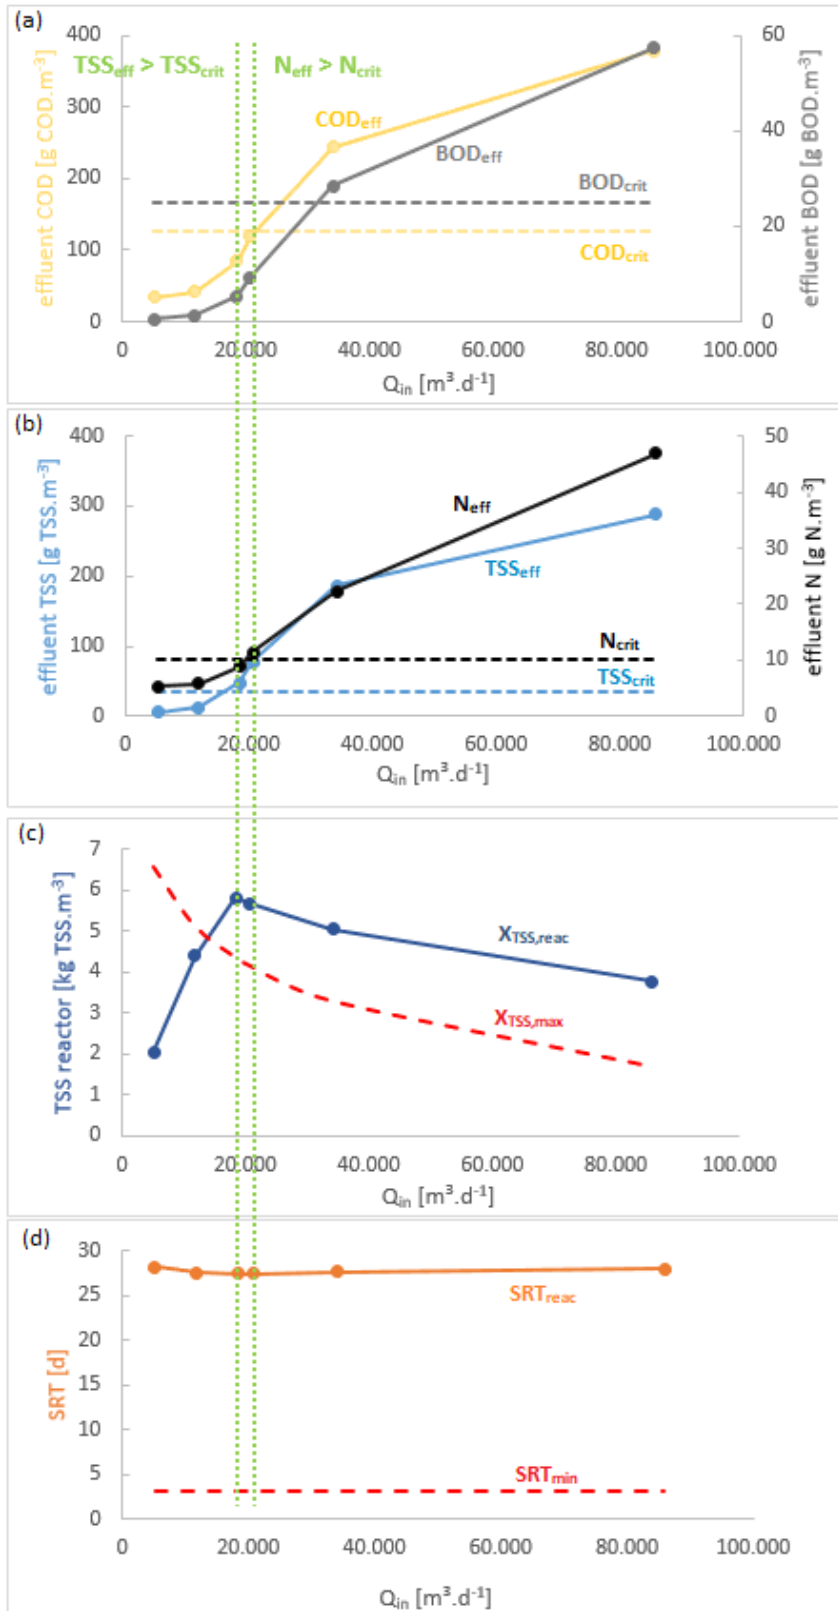 (a)
400
300
200
100
0
effluent COD [g COD.m⁻³]
TSSeff > TSScrit
Neff > Ncrit
CODeff
BODeff
BODcrit
CODcrit
60
40
20
0
effluent BOD [g BOD.m⁻³]
0 20.000 40.000 60.000 80.000 100.000
Qin [m³.d⁻¹]
(b)
400
300
200
100
0
effluent TSS [g TSS.m⁻³]
Neff
TSSeff
Ncrit
TSScrit
50
40
30
20
10
0
effluent N [g N.m⁻³]
0 20.000 40.000 60.000 80.000 100.000
Qin [m³.d⁻¹]
(c)
7
6
5
4
3
2
1
0
TSS reactor [kg TSS.m⁻³]
XTSS,reac
XTSS,max
0 20.000 40.000 60.000 80.000 100.000
Qin [m³.d⁻¹]
(d)
30
25
20
15
10
5
0
SRT [d]
SRTreac
SRTmin
0 20.000 40.000 60.000 80.000 100.000
Qin [m³.d⁻¹]